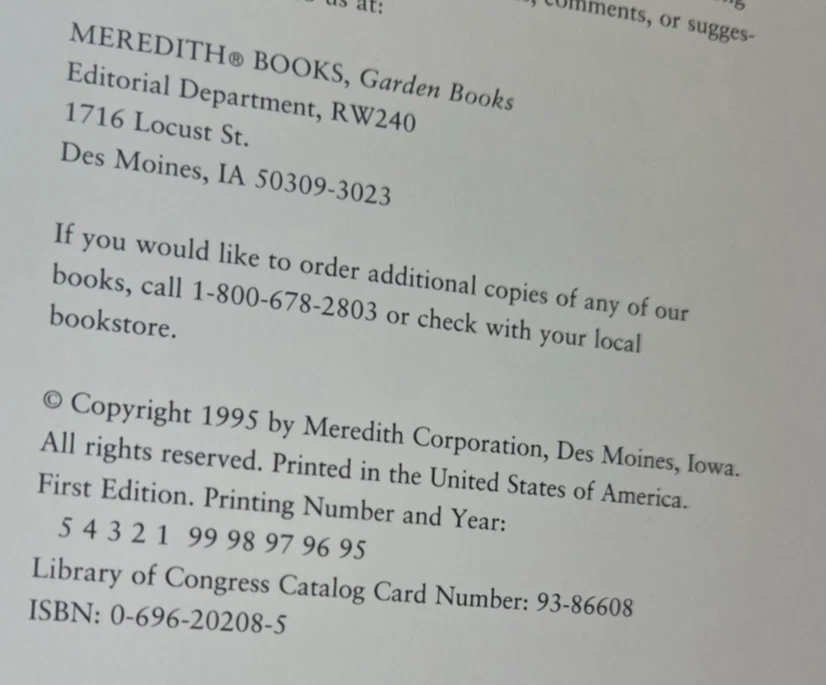 us at:
comments, or sugges-
MEREDITH® BOOKS, Garden Books
Editorial Department, RW240
1716 Locust St.
Des Moines, IA 50309-3023
If you would like to order additional copies of any of our
books, call 1-800-678-2803 or check with your local
bookstore.
© Copyright 1995 by Meredith Corporation, Des Moines, Iowa.
All rights reserved. Printed in the United States of America.
First Edition. Printing Number and Year:
5 4 3 2 1 99 98 97 96 95
Library of Congress Catalog Card Number: 93-86608
ISBN: 0-696-20208-5